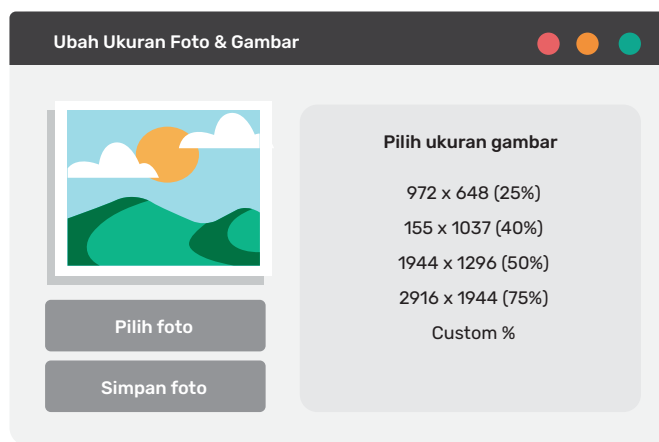 Ubah Ukuran Foto & Gambar
Pilih foto
Simpan foto
Pilih ukuran gambar
972 x 648 (25%)
155 x 1037 (40%)
1944 x 1296 (50%)
2916 x 1944 (75%)
Custom %